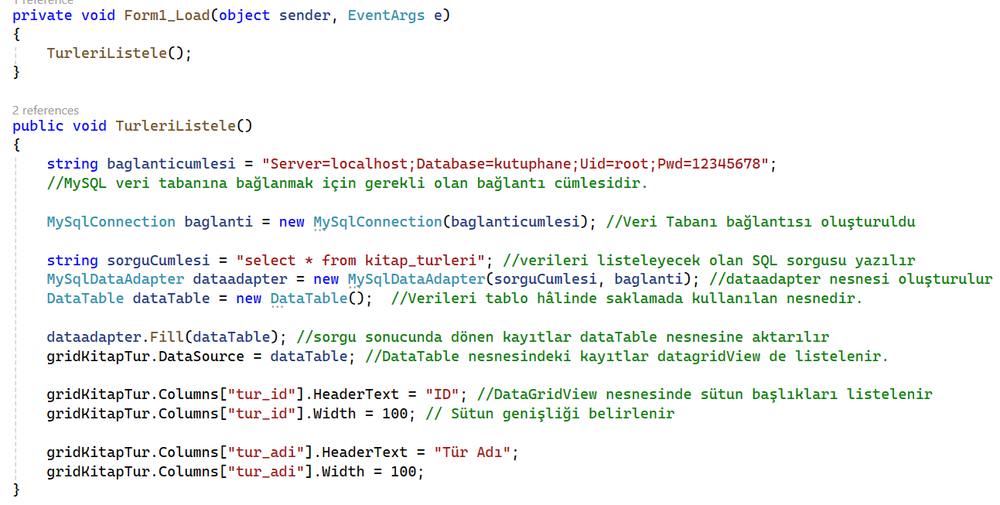 1 reference
private void Form1_Load(object sender, EventArgs e)
{
TurleriListele();
}
2 references
public void TurleriListele()
{
string baglanticumlesi = "Server=localhost;Database=kutuphane;Uid=root;Pwd=12345678";
//MySQL veri tabanına bağlanmak için gerekli olan bağlantı cümlesidir.
MySqlConnection baglanti = new MySqlConnection(baglanticumlesi); //Veri Tabanı bağlantısı oluşturuldu
string sorguCumlesi = "select * from kitap_turleri"; //verileri listeleyecek olan SQL sorgusu yazılır
MySqlDataAdapter dataadapter = new MySqlDataAdapter(sorguCumlesi, baglanti); //dataadapter nesnesi oluşturulur
DataTable dataTable = new DataTable(); //Verileri tablo hâlinde saklamada kullanılan nesnedir.
dataadapter.Fill(dataTable); //sorgu sonucunda dönen kayıtlar dataTable nesnesine aktarılır
gridKitapTur.DataSource = dataTable; //DataTable nesnesindeki kayıtlar datagridView de listelenir.
gridKitapTur.Columns["tur_id"].HeaderText = "ID"; //DataGridView nesnesinde sütun başlıkları listelenir
gridKitapTur.Columns["tur_id"].Width = 100; // Sütun genişliği belirlenir
gridKitapTur.Columns["tur_adi"].HeaderText = "Tür Adı";
gridKitapTur.Columns["tur_adi"].Width = 100;
}